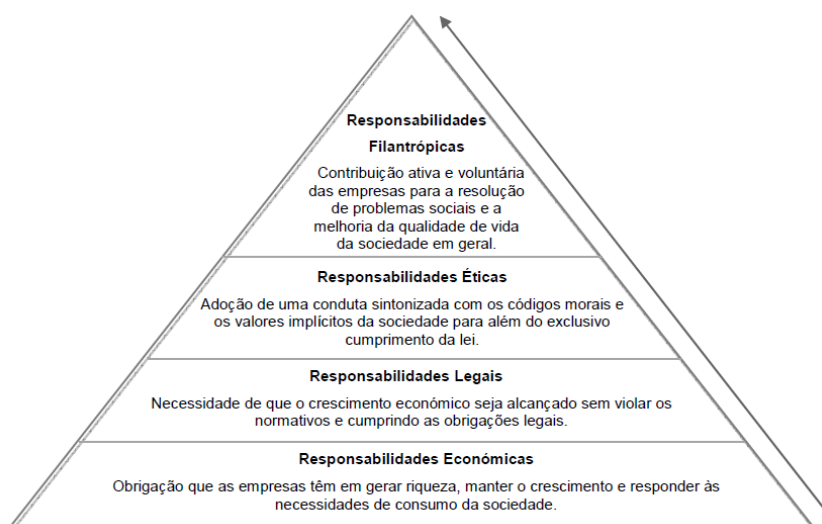 Responsabilidades
Filantrópicas
Contribuição ativa e voluntária
das empresas para a resolução
de problemas sociais e a
melhoria da qualidade de vida
da sociedade em geral.
Responsabilidades Éticas
Adoção de uma conduta sintonizada com os códigos morais e
os valores implícitos da sociedade para além do exclusivo
cumprimento da lei.
Responsabilidades Legais
Necessidade de que o crescimento económico seja alcançado sem violar os
normativos e cumprindo as obrigações legais.
Responsabilidades Económicas
Obrigação que as empresas têm em gerar riqueza, manter o crescimento e responder às
necessidades de consumo da sociedade.